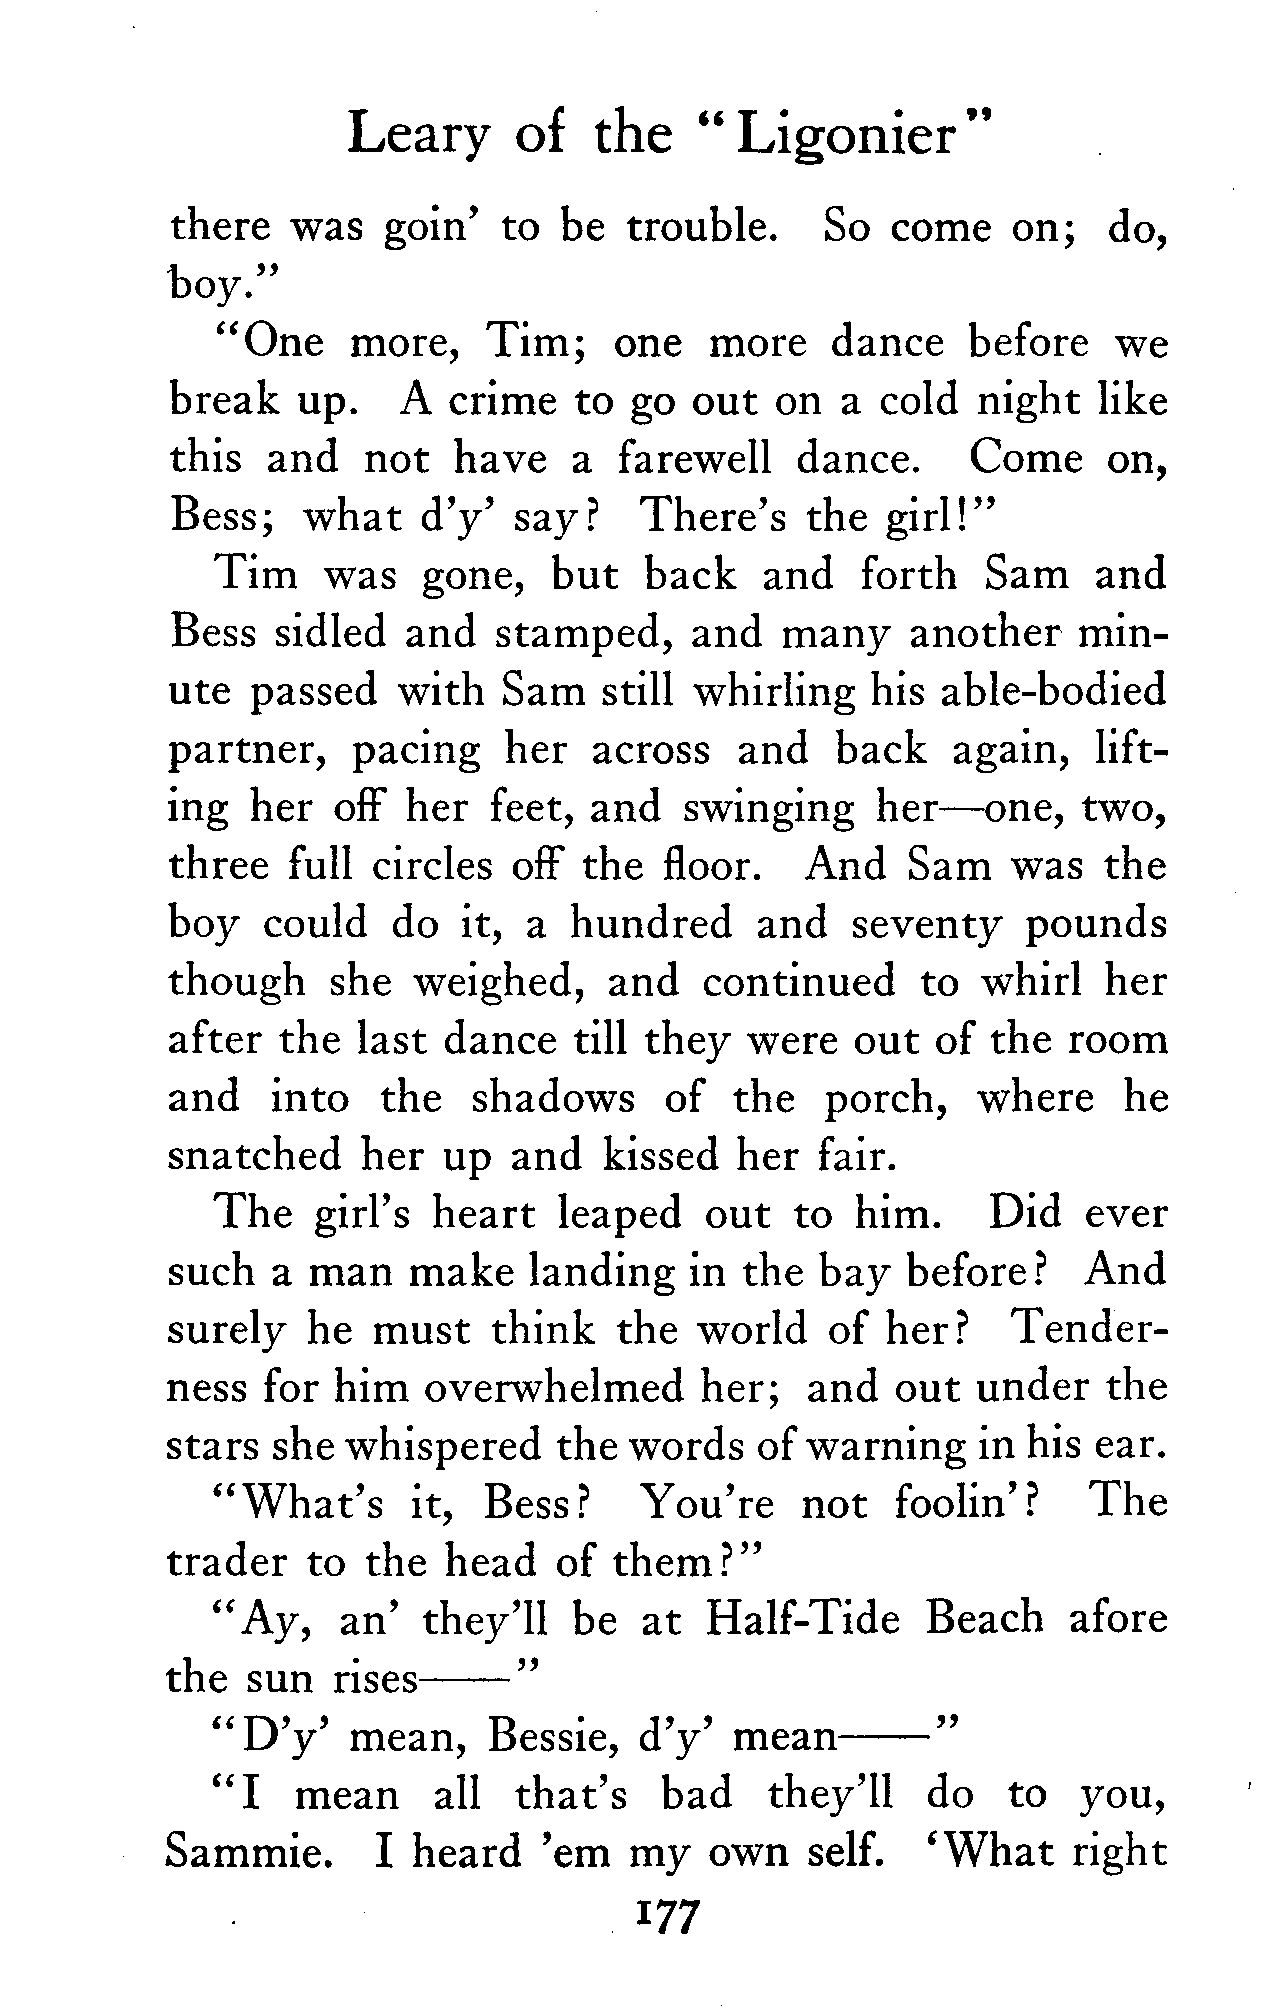 Leary of the "Ligonier"
there was goin' to be trouble. So come on; do,
boy."
"One more, Tim; one more dance before we
break up. A crime to go out on a cold night like
this and not have a farewell dance. Come on,
Bess; what d'y' say? There's the girl!"
Tim was gone, but back and forth Sam and
Bess sidled and stamped, and many another min-
ute passed with Sam still whirling his able-bodied
partner, pacing her across and back again, lift-
ing her off her feet, and swinging her—one, two,
three full circles off the floor. And Sam was the
boy could do it, a hundred and seventy pounds
though she weighed, and continued to whirl her
after the last dance till they were out of the room
and into the shadows of the porch, where he
snatched her up and kissed her fair.
The girl's heart leaped out to him. Did ever
such a man make landing in the bay before? And
surely he must think the world of her? Tender-
ness for him overwhelmed her; and out under the
stars she whispered the words of warning in his ear.
"What's it, Bess? You're not foolin'? The
trader to the head of them?"
"Ay, an' they'll be at Half-Tide Beach afore
the sun rises——"
"D'y' mean, Bessie, d'y' mean——"
"I mean all that's bad they'll do to you,
Sammie. I heard 'em my own self. 'What right
177